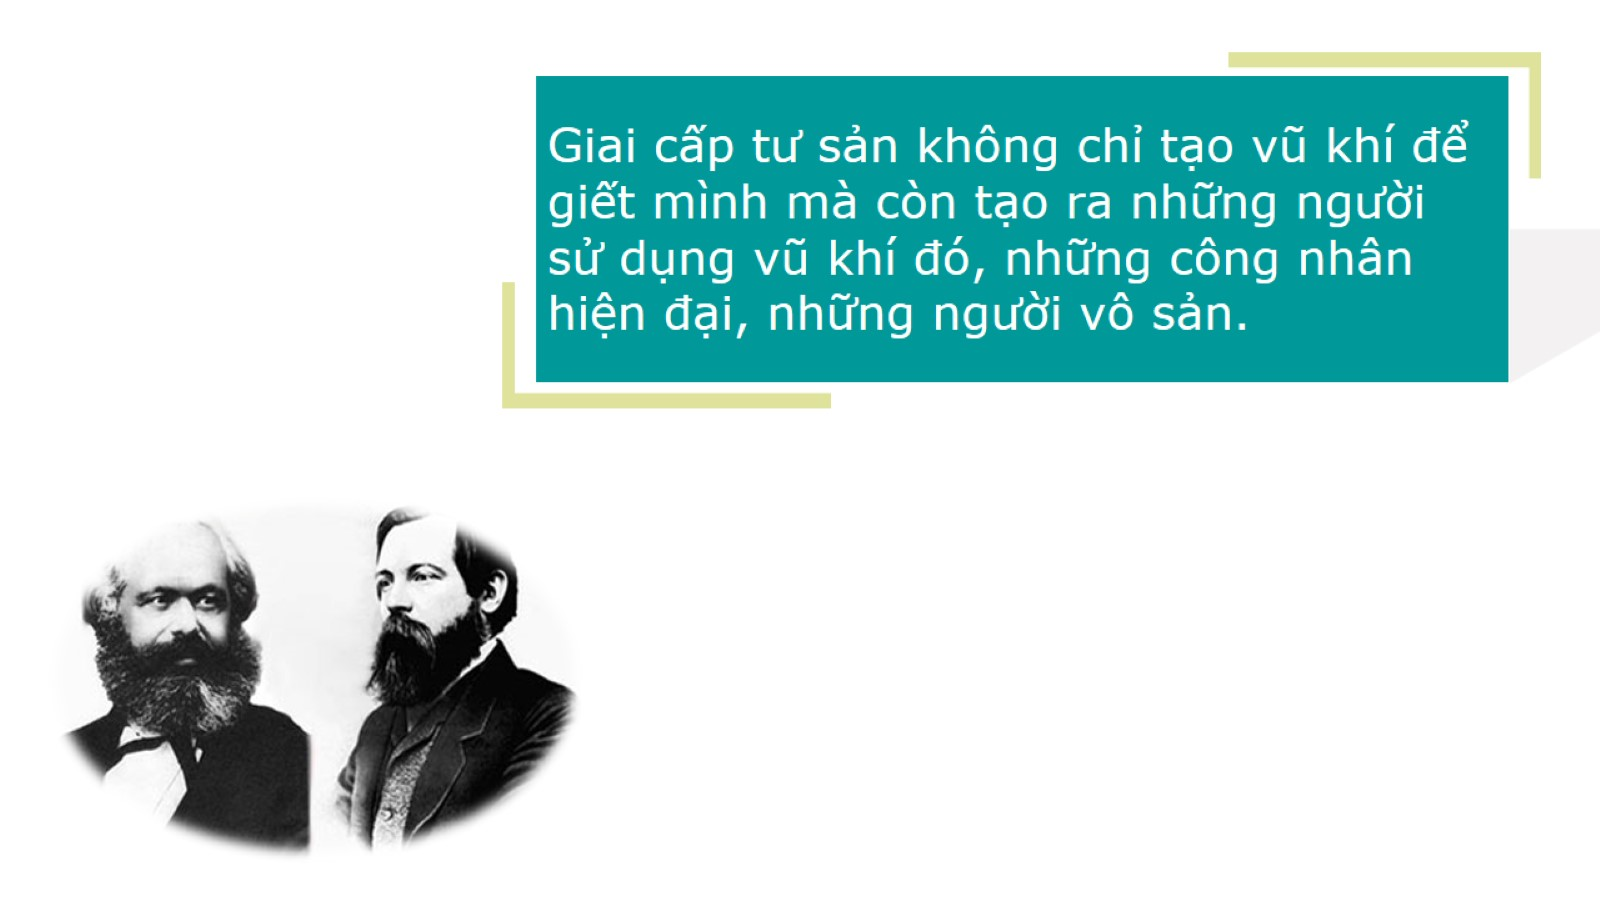 Giai cấp tư sản không chỉ tạo vũ khí để
giết mình mà còn tạo ra những người
sử dụng vũ khí đó, những công nhân
hiện đại, những người vô sản.